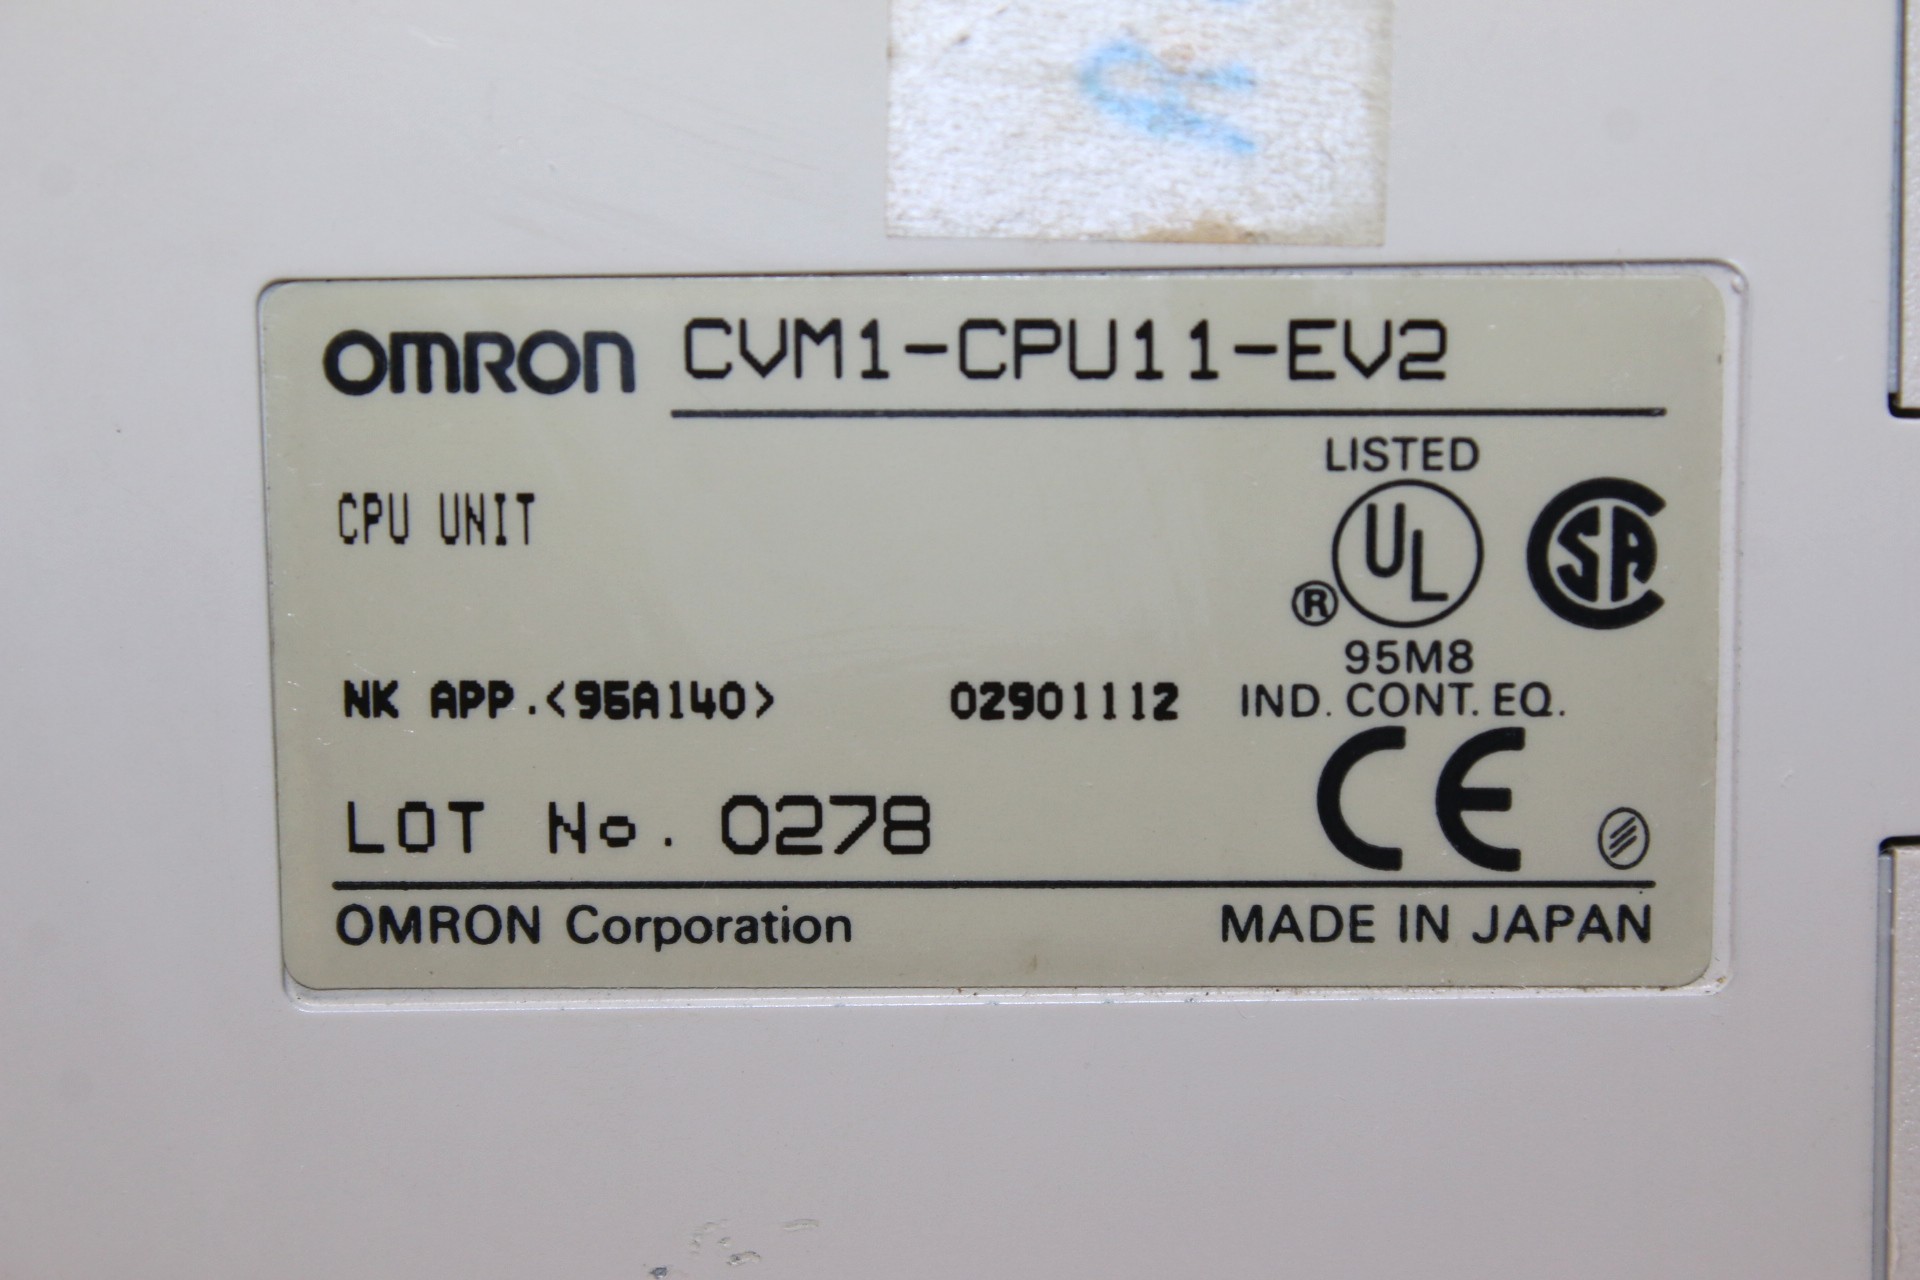 OMRON CVM1-CPU11-EV2
LISTED
CPU UNIT
UL
®
SA
95M8
NK APP.<95A140> 02901112 IND. CONT. EQ.
CE
LOT No. 0278
OMRON Corporation MADE IN JAPAN